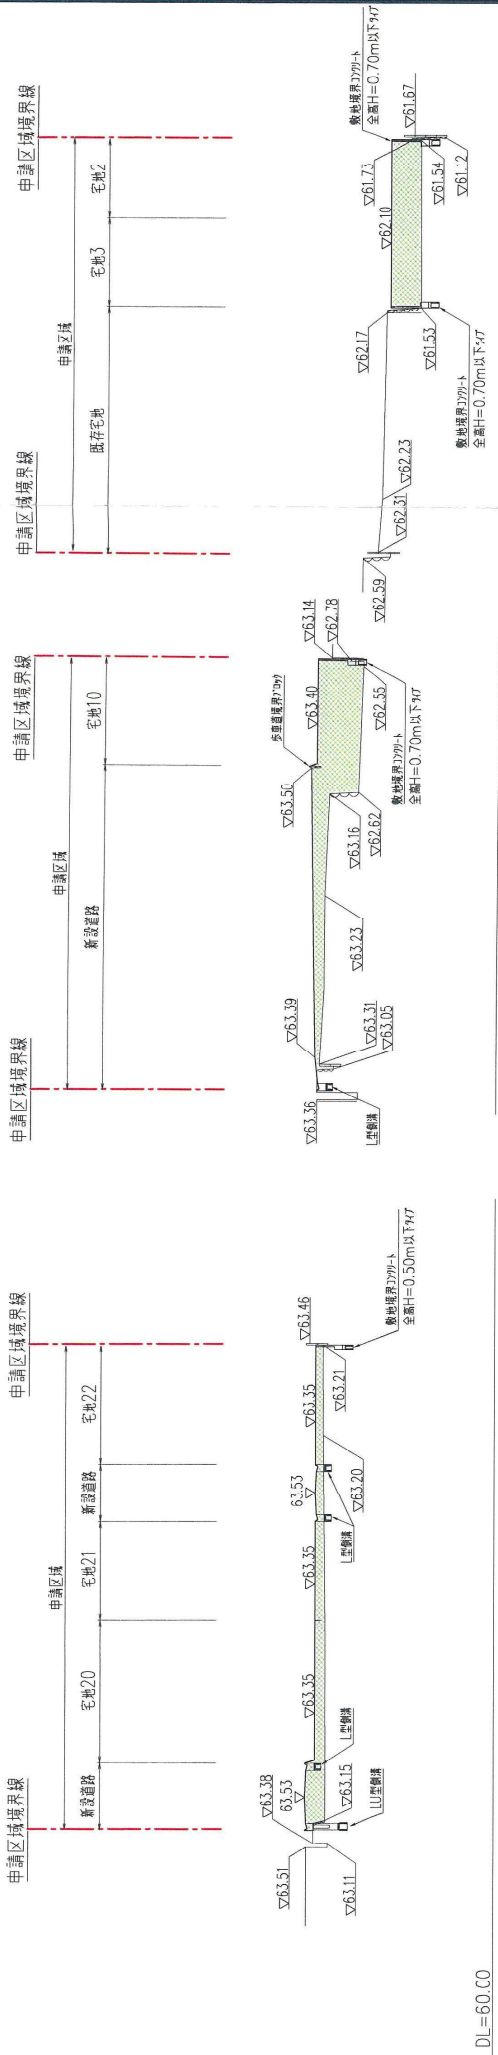 申請区域境界線
申請区域境界線
申請区域
新設道路
宅地20
宅地21
新設道路
宅地22
▽63.51
▽63.11
▽63.38
63.53
▽
▽63.15
LU型側溝
L型側溝
▽63.35
▽63.35
63.53
▽
L型側溝
▽63.20
▽63.35
▽63.21
▽63.46
敷地境界コンクリート
全高H=0.50m以下タイプ
DL=60.00
申請区域境界線
申請区域境界線
申請区域
新設道路
宅地10
▽63.36
L型側溝
▽63.39
▽63.31
▽63.05
▽63.23
▽63.50
歩車道境界ブロック
▽63.16
▽62.62
▽63.40
▽63.14
▽62.78
▽62.55
敷地境界コンクリート
全高H=0.70m以下タイプ
申請区域境界線
申請区域境界線
申請区域
既存宅地
宅地3
宅地2
▽62.59
▽62.31
▽62.23
▽62.17
▽61.53
敷地境界コンクリート
全高H=0.70m以下タイプ
▽62.10
▽61.73
▽61.54
▽61.67
敷地境界コンクリート
全高H=0.70m以下タイプ